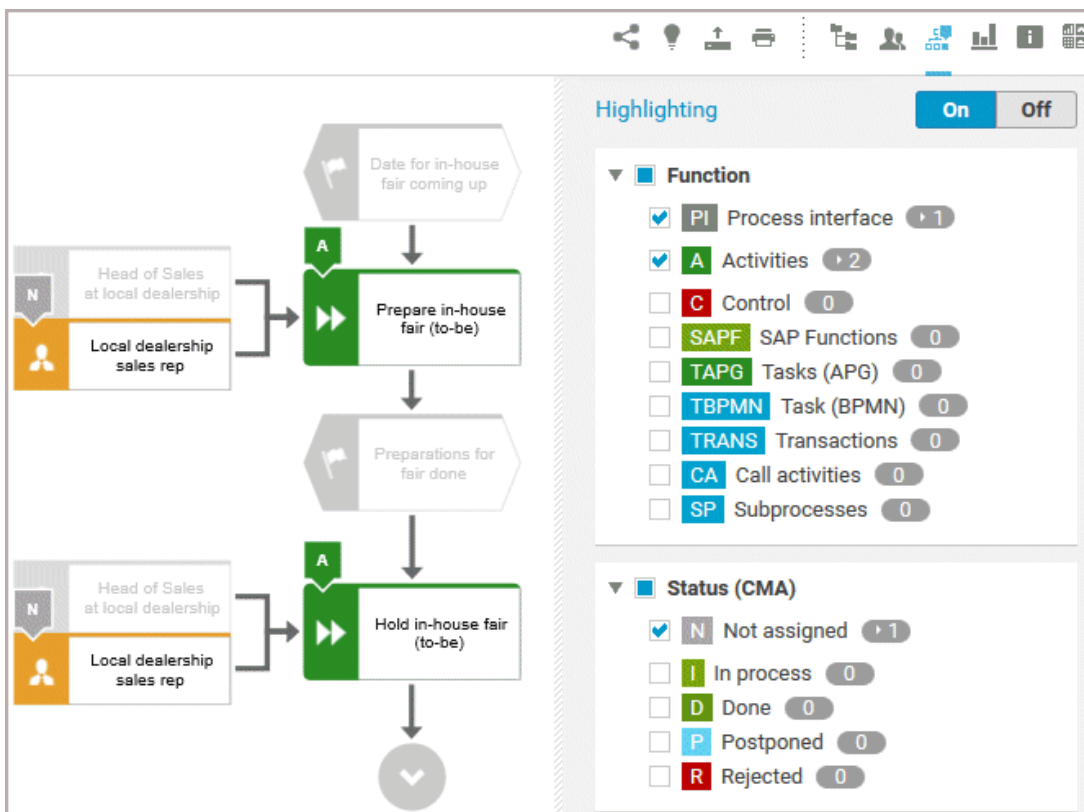 Highlighting
On
Off
Date for in-house
fair coming up
A
Head of Sales
at local dealership
N
Local dealership
sales rep
Prepare in-house
fair (to-be)
Preparations for
fair done
A
Head of Sales
at local dealership
N
Local dealership
sales rep
Hold in-house fair
(to-be)
Function
PI Process interface 1
A Activities 2
C Control 0
SAPF SAP Functions 0
TAPG Tasks (APG) 0
TBPMN Task (BPMN) 0
TRANS Transactions 0
CA Call activities 0
SP Subprocesses 0
Status (CMA)
N Not assigned 1
I In process 0
D Done 0
P Postponed 0
R Rejected 0